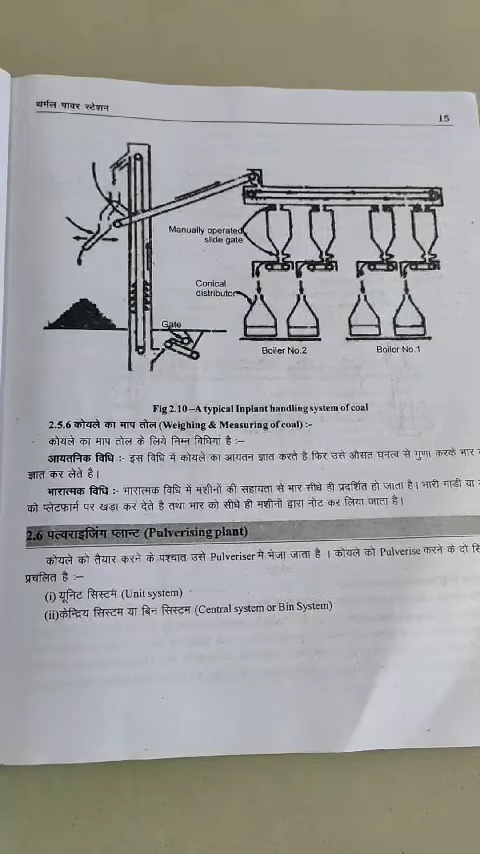 थर्मल पावर स्टेशन
15
Manually operated
slide gate
Conical
distributor
Gate
Boiler No.2
Boiler No.1
Fig 2.10–A typical Inplant handling system of coal
2.5.6 कोयले का माप तोल (Weighing & Measuring of coal) :-
कोयले का माप तोल के लिये निम्न विधियां है :–
आयतनिक विधि :- इस विधि में कोयले का आयतन ज्ञात करते है फिर उसे औसत घनत्व से गुणा करके भार
ज्ञात कर लेते है।
भारात्मक विधि :- भारात्मक विधि में मशीनों की सहायता से भार सीधे ही प्रदर्शित हो जाता है। भारी गाडी या
को प्लेटफार्म पर खड़ा कर देते है तथा भार को सीधे ही मशीनों द्वारा नोट कर लिया जाता है।
2.6 पल्वराइजिंग प्लान्ट (Pulverising plant)
कोयले को तैयार करने के पश्चात उसे Pulveriser मे भेजा जाता है । कोयले को Pulverise करने के दो
प्रचलित है :–
(i) यूनिट सिस्टम (Unit system)
(ii)केन्द्रिय सिस्टम या बिन सिस्टम (Central system or Bin System)